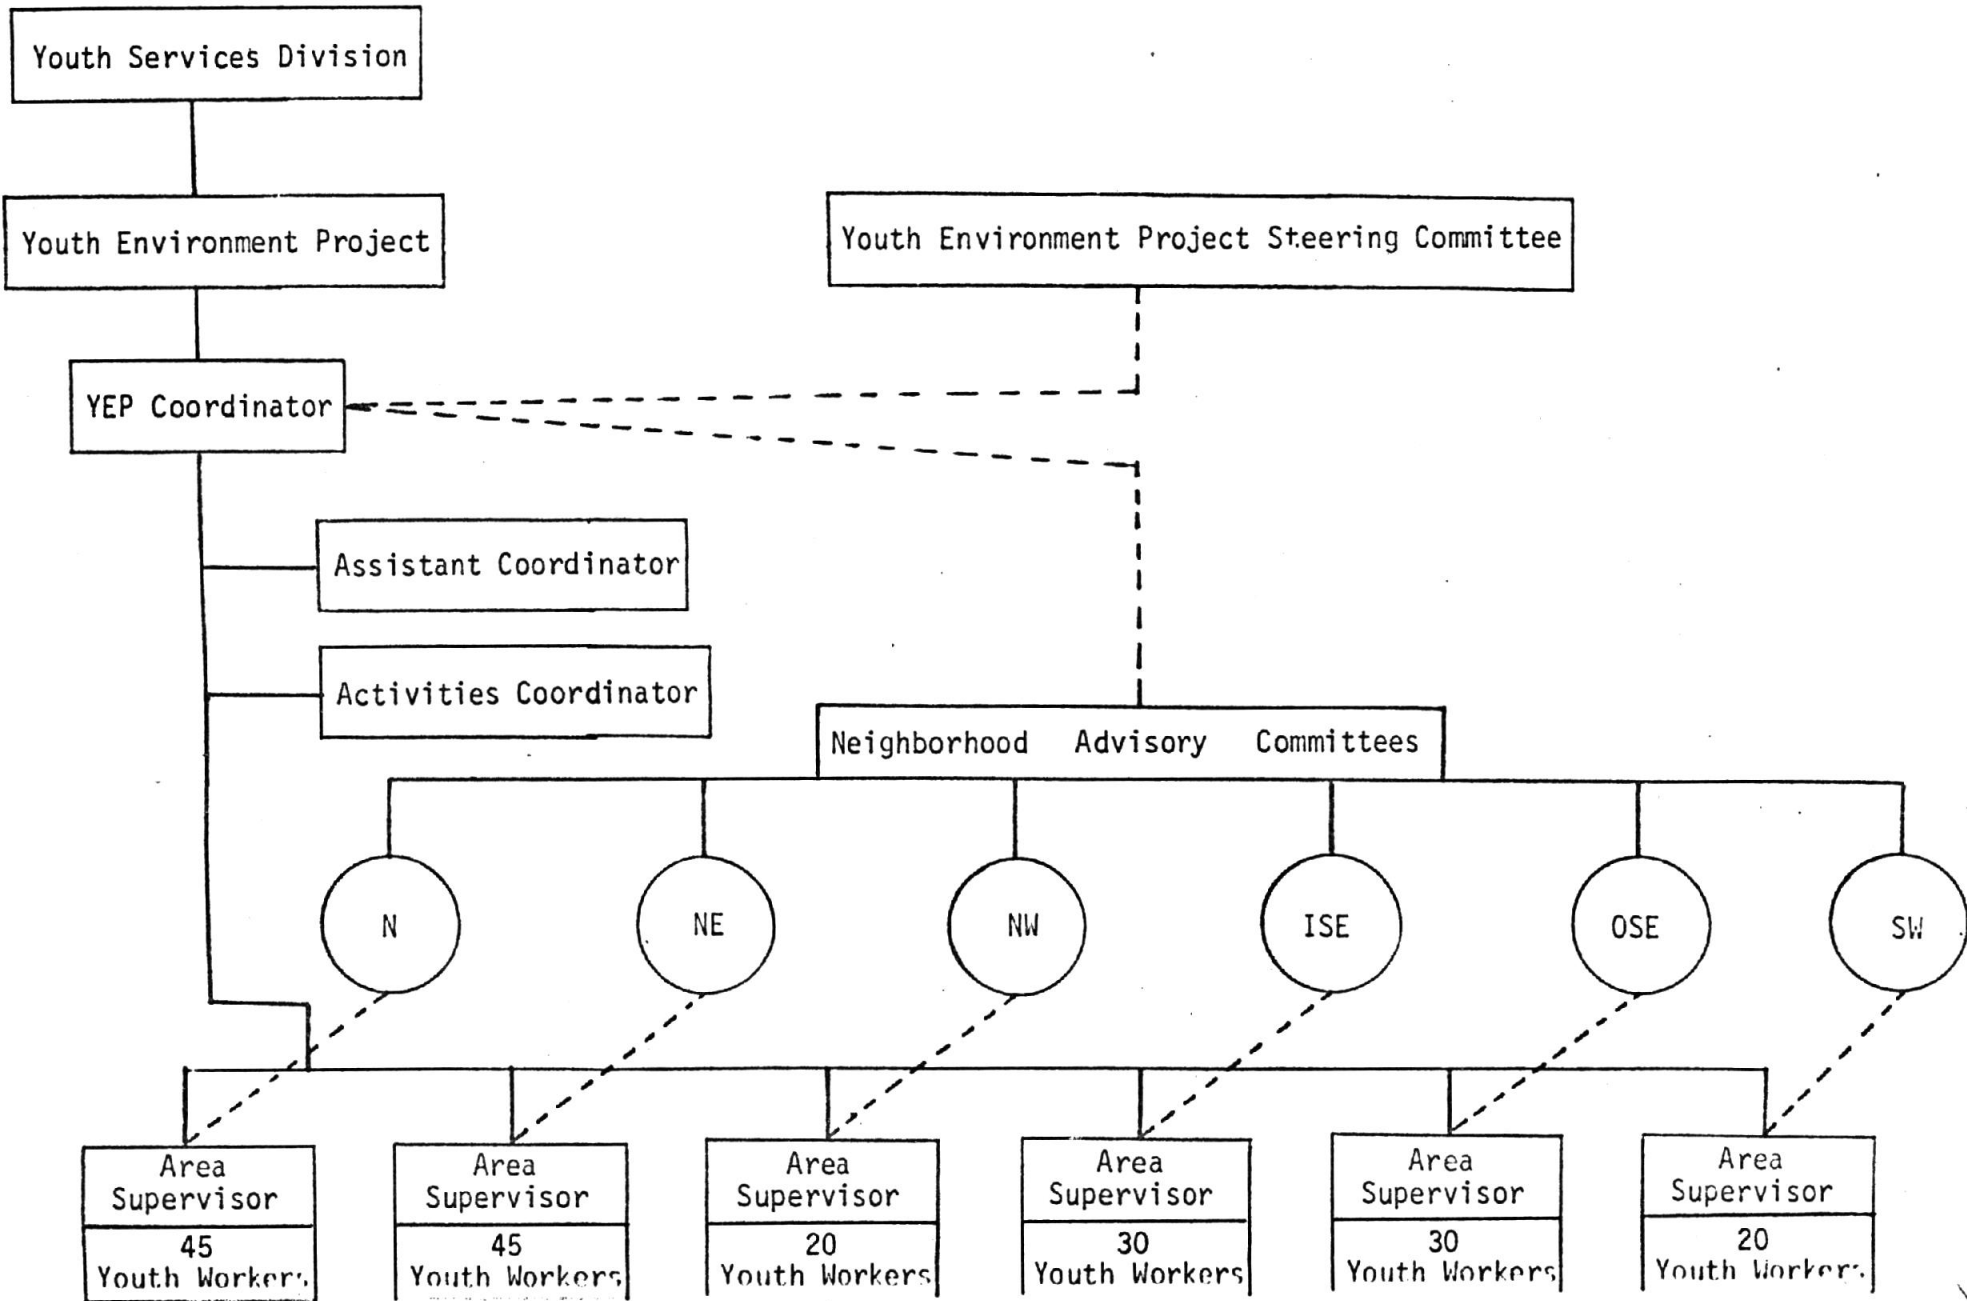 Youth Services Division
Youth Environment Project
Youth Environment Project Steering Committee
YEP Coordinator
Assistant Coordinator
Activities Coordinator
Neighborhood Advisory Committees
N
NE
NW
ISE
OSE
SW
Area
Supervisor
45
Youth Workers
Area
Supervisor
45
Youth Workers
Area
Supervisor
20
Youth Workers
Area
Supervisor
30
Youth Workers
Area
Supervisor
30
Youth Workers
Area
Supervisor
20
Youth Workers